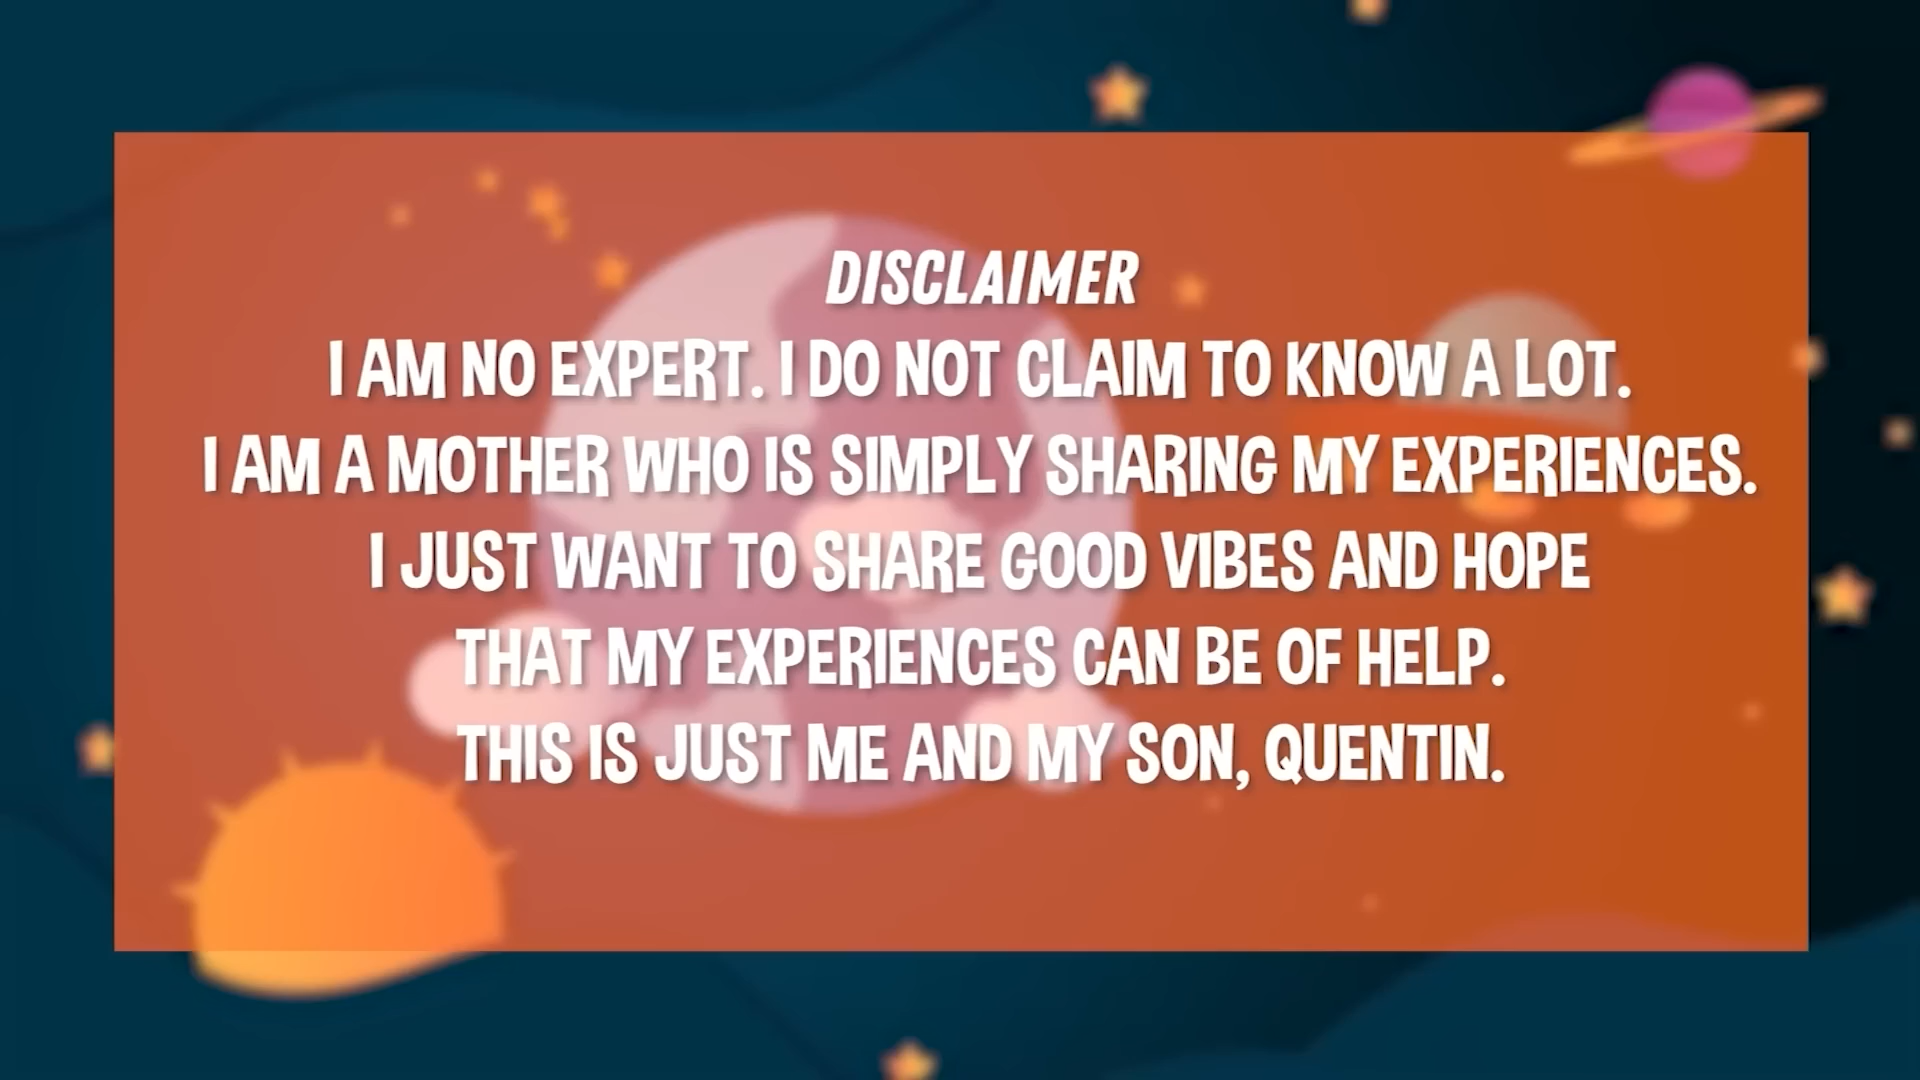 DISCLAIMER
I AM NO EXPERT. I DO NOT CLAIM TO KNOW A LOT.
I AM A MOTHER WHO IS SIMPLY SHARING MY EXPERIENCES.
I JUST WANT TO SHARE GOOD VIBES AND HOPE
THAT MY EXPERIENCES CAN BE OF HELP.
THIS IS JUST ME AND MY SON, QUENTIN.